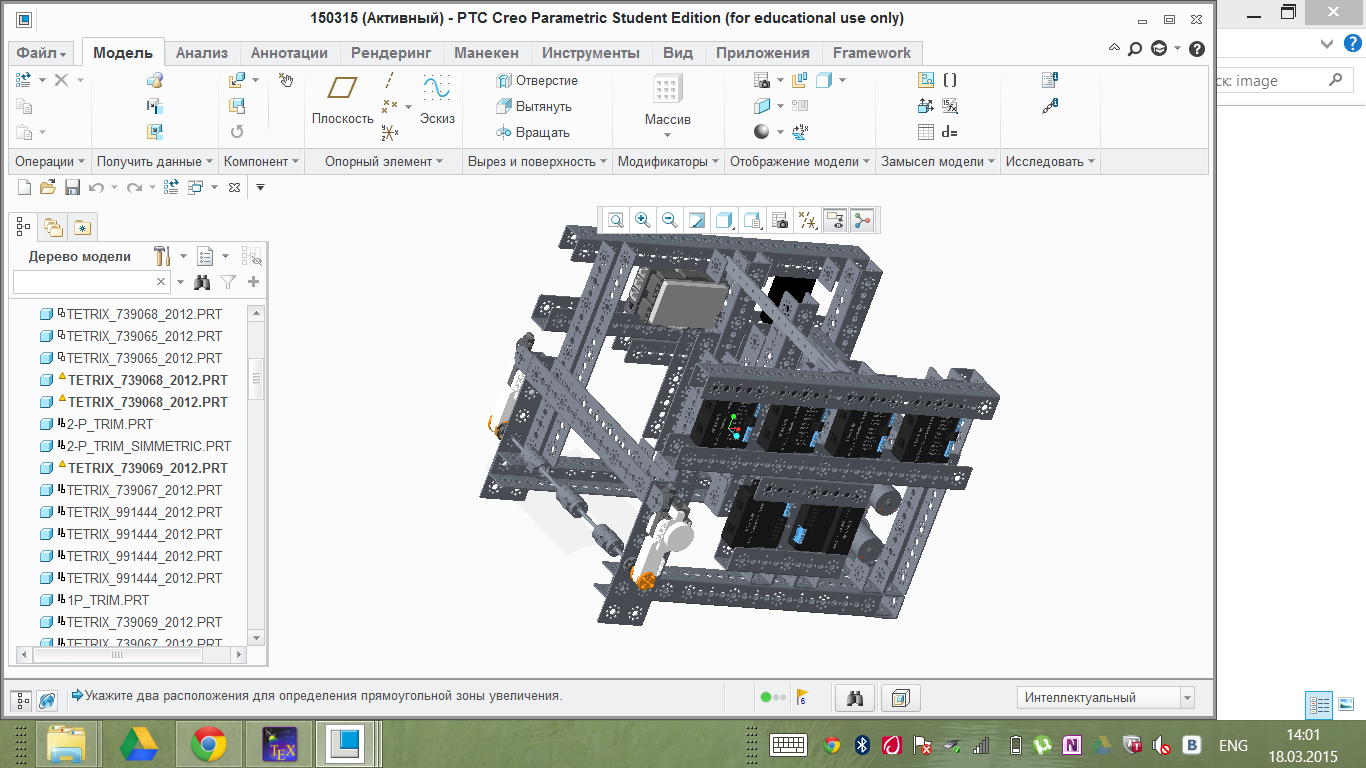 150315 (Активный) - PTC Creo Parametric Student Edition (for educational use only)
Файл
Модель
Анализ
Аннотации
Рендеринг
Манекен
Инструменты
Вид
Приложения
Framework
ск: image
Плоскость
Эскиз
Отверстие
Вытянуть
Вращать
Массив
d=
Операции
Получить данные
Компонент
Опорный элемент
Вырез и поверхность
Модификаторы
Отображение модели
Замысел модели
Исследовать
Дерево модели
TETRIX_739068_2012.PRT
TETRIX_739065_2012.PRT
TETRIX_739065_2012.PRT
TETRIX_739068_2012.PRT
TETRIX_739068_2012.PRT
2-P_TRIM.PRT
2-P_TRIM_SIMMETRIC.PRT
TETRIX_739069_2012.PRT
TETRIX_739067_2012.PRT
TETRIX_991444_2012.PRT
TETRIX_991444_2012.PRT
TETRIX_991444_2012.PRT
TETRIX_991444_2012.PRT
1P_TRIM.PRT
TETRIX_739069_2012.PRT
TETRIX_739067_2012.PRT
Укажите два расположения для определения прямоугольной зоны увеличения.
6
Интеллектуальный
TEX
N
B
ENG
14:01
18.03.2015